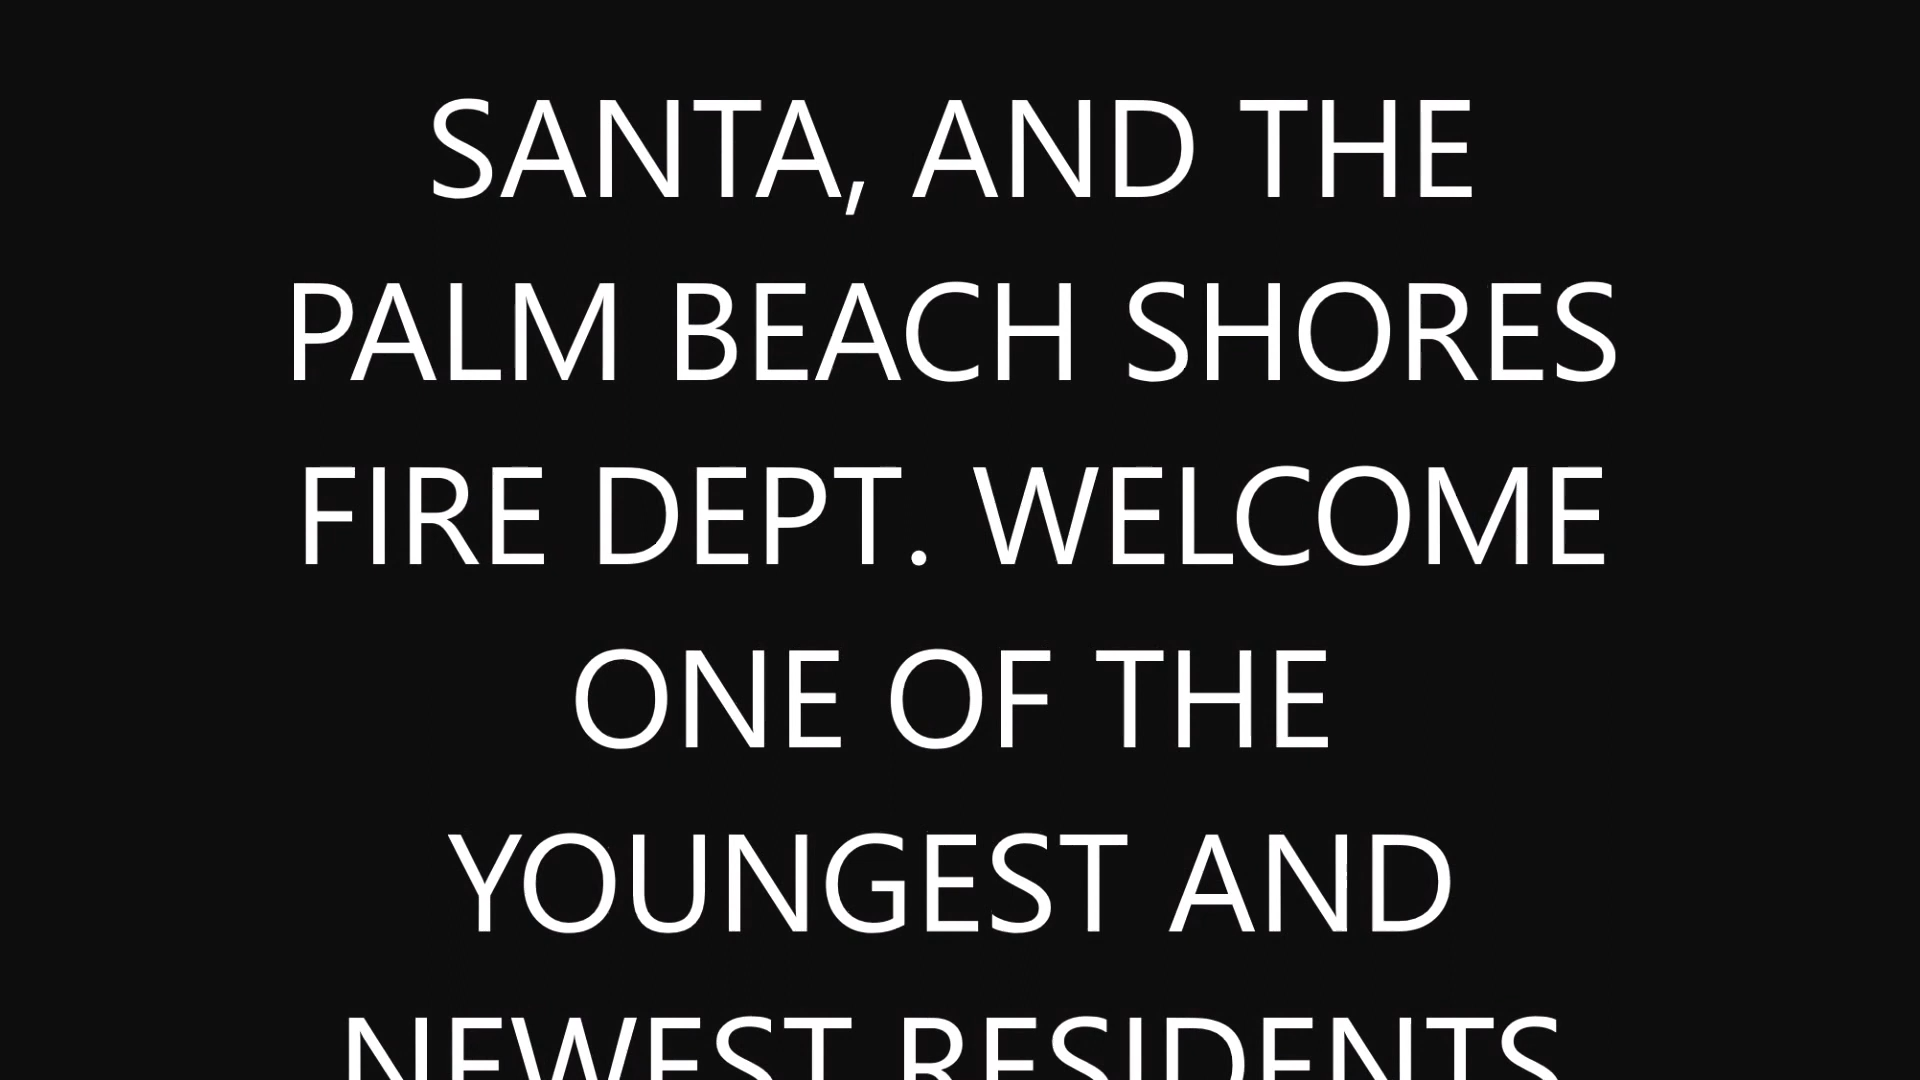 SANTA, AND THE
PALM BEACH SHORES
FIRE DEPT. WELCOME
ONE OF THE
YOUNGEST AND
NEWEST RESIDENTS